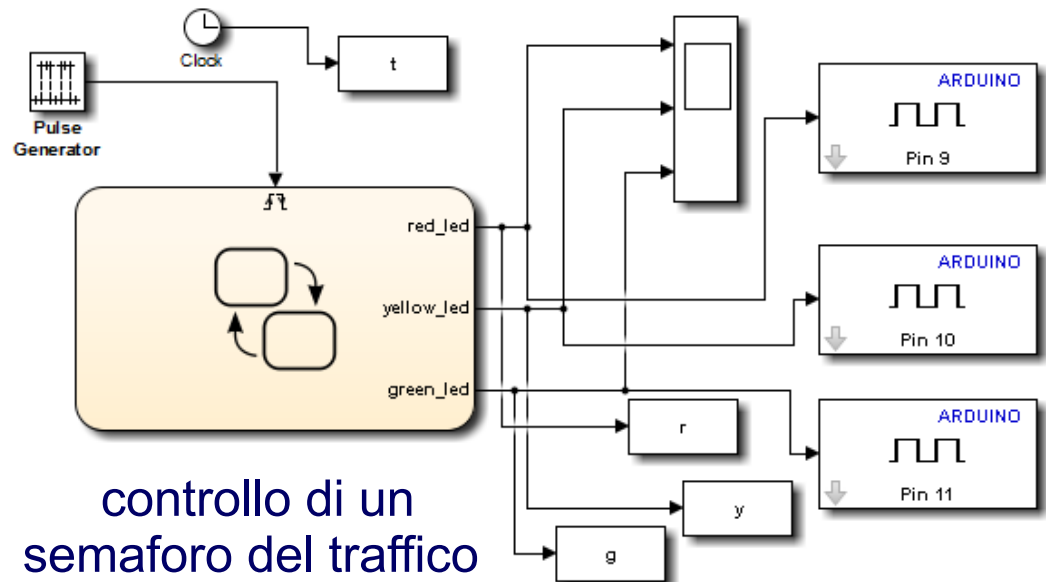 Clock
t
Pulse
Generator
ARDUINO
Pin 9
red_led
yellow_led
green_led
ARDUINO
Pin 10
ARDUINO
Pin 11
r
y
g
controllo di un
semaforo del traffico